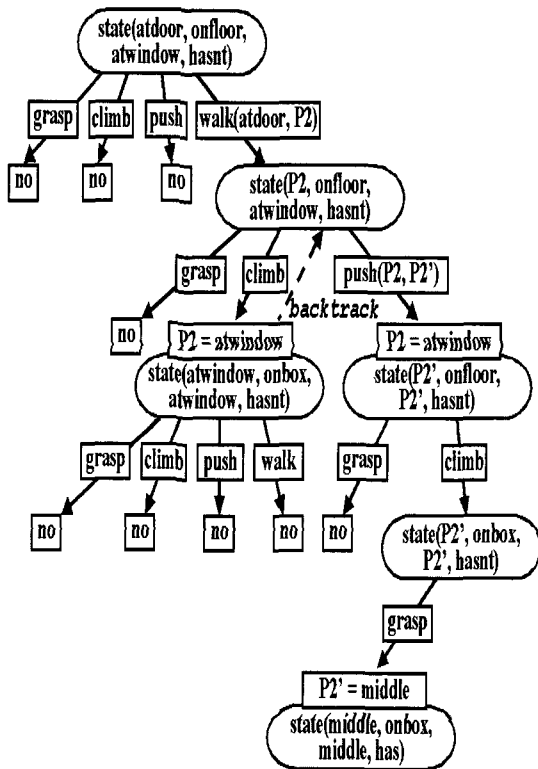 state(atdoor, onfloor,
atwindow, hasnt)
grasp
climb
push
walk(atdoor, P2)
no
no
no
state(P2, onfloor,
atwindow, hasnt)
grasp
climb
push(P2, P2')
backtrack
no
P2 = atwindow
P2 = atwindow
state(atwindow, onbox,
atwindow, hasnt)
state(P2', onfloor,
P2', hasnt)
grasp
climb
push
walk
grasp
climb
no
no
no
no
no
state(P2', onbox,
P2', hasnt)
grasp
P2' = middle
state(middle, onbox,
middle, has)